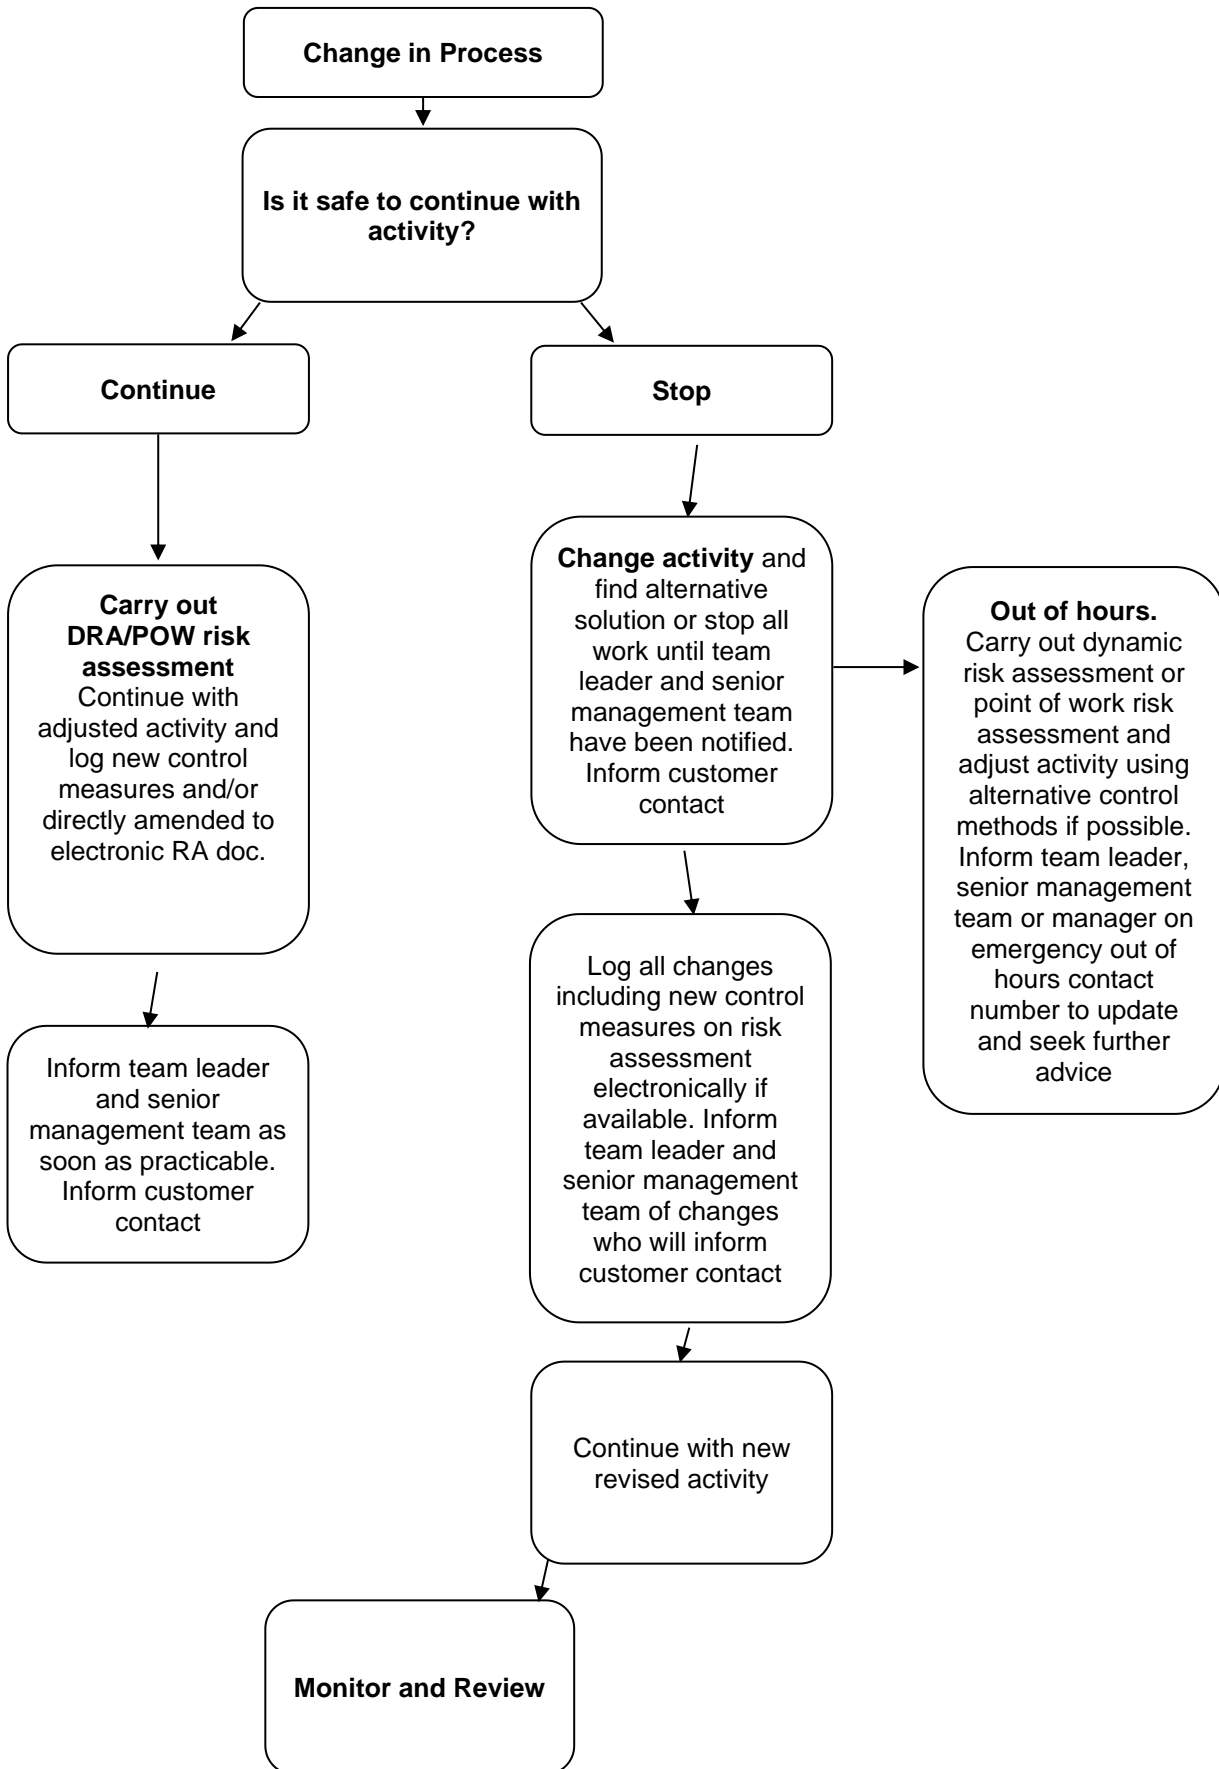 Change in Process
Is it safe to continue with
activity?
Continue
Stop
Carry out
DRA/POW risk
assessment
Continue with
adjusted activity and
log new control
measures and/or
directly amended to
electronic RA doc.
Inform team leader
and senior
management team as
soon as practicable.
Inform customer
contact
Change activity and
find alternative
solution or stop all
work until team
leader and senior
management team
have been notified.
Inform customer
contact
Out of hours.
Carry out dynamic
risk assessment or
point of work risk
assessment and
adjust activity using
alternative control
methods if possible.
Inform team leader,
senior management
team or manager on
emergency out of
hours contact
number to update
and seek further
advice
Log all changes
including new control
measures on risk
assessment
electronically if
available. Inform
team leader and
senior management
team of changes
who will inform
customer contact
Continue with new
revised activity
Monitor and Review